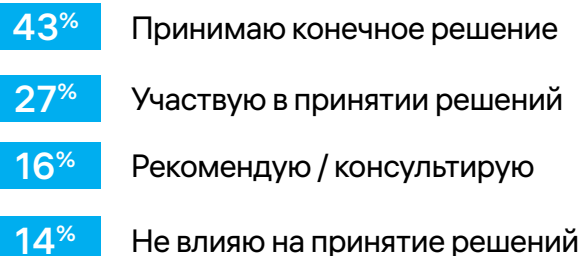 43% Принимаю конечное решение
27% Участвую в принятии решений
16% Рекомендую / консультирую
14% Не влияю на принятие решений